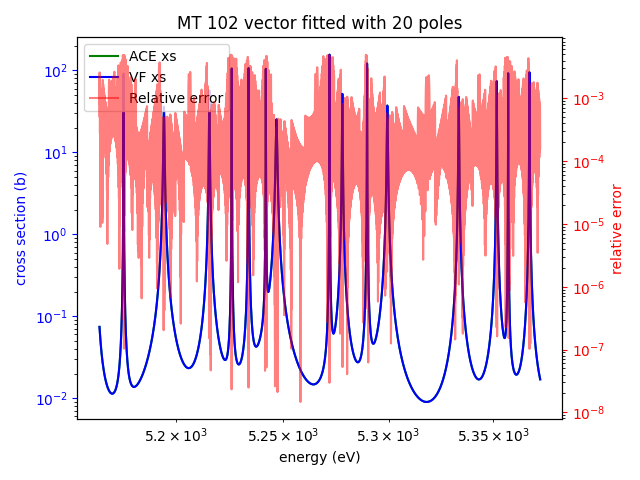 MT 102 vector fitted with 20 poles
ACE xs
VF xs
Relative error
10²
10¹
10⁰
10⁻¹
10⁻²
cross section (b)
10⁻³
10⁻⁴
10⁻⁵
10⁻⁶
10⁻⁷
10⁻⁸
relative error
5.2 × 10³ 5.25 × 10³ 5.3 × 10³ 5.35 × 10³
energy (eV)